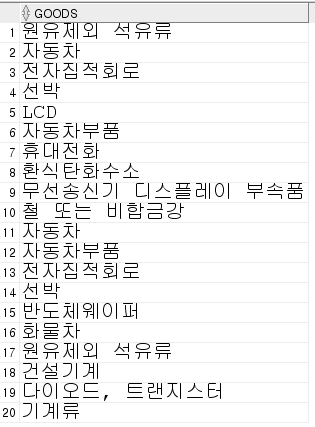 GOODS
1 원유제외 석유류
2 자동차
3 전자집적회로
4 선박
5 LCD
6 자동차부품
7 휴대전화
8 환식탄화수소
9 무선송신기 디스플레이 부속품
10 철 또는 비합금강
11 자동차
12 자동차부품
13 전자집적회로
14 선박
15 반도체웨이퍼
16 화물차
17 원유제외 석유류
18 건설기계
19 다이오드, 트랜지스터
20 기계류